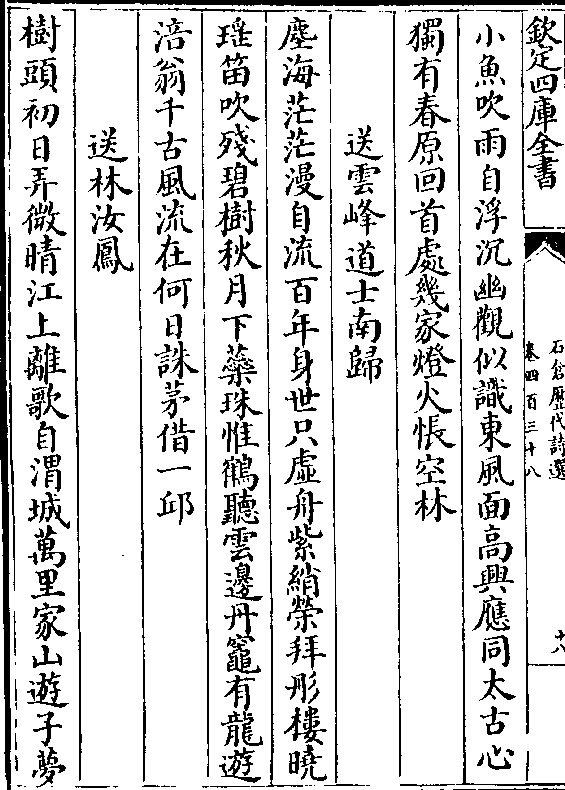 欽定四庫全書
石倉歷代詩選
卷四百三十八
十八
小魚吹雨自浮沉幽觀似識東風面高興應同太古心
獨有春原回首處幾家燈火悵空林
送雲峰道士南歸
塵海茫茫漫自流百年身世只虛舟紫綃榮拜彤樓曉
瑶笛吹殘碧樹秋月下藥珠惟鶴聽雲邊丹竈有龍遊
涪翁千古風流在何日誅茅借一邱
送林汝鳳
樹頭初日弄微晴江上離歌自渭城萬里家山遊子夢